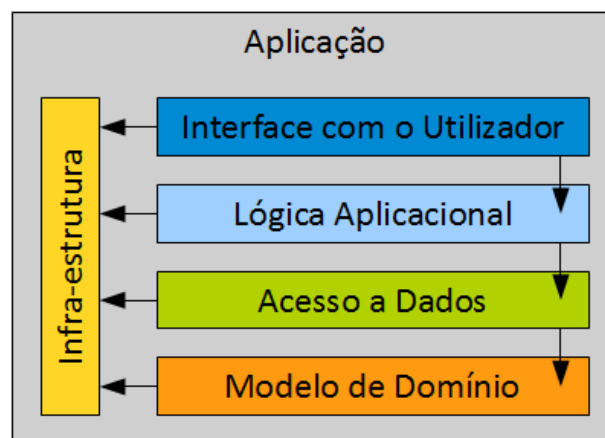 Aplicação
Infra-estrutura
Interface com o Utilizador
Lógica Aplicacional
Acesso a Dados
Modelo de Domínio